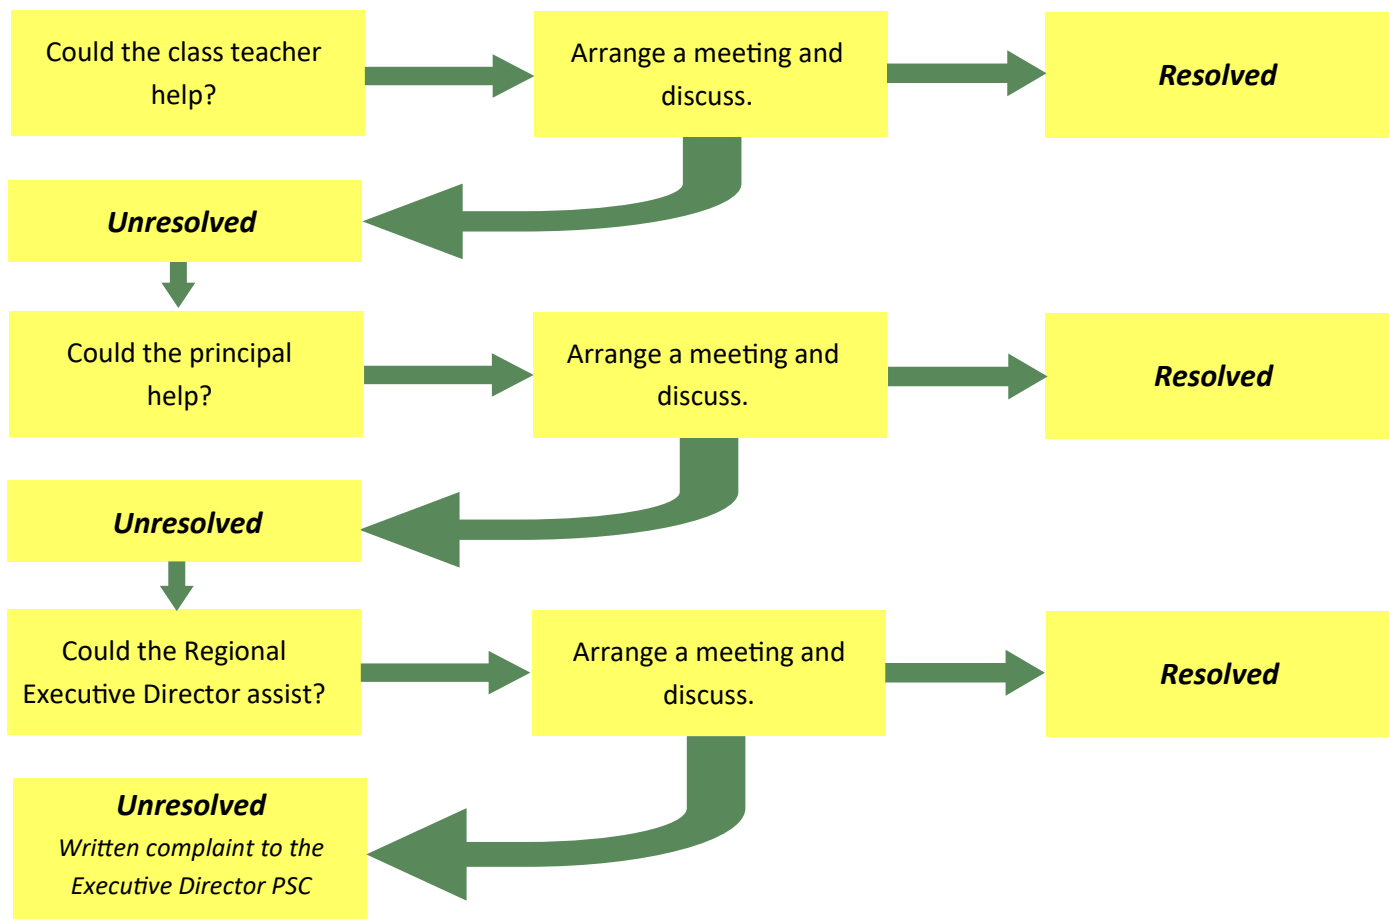 Could the class teacher
help?
Arrange a meeting and
discuss.
Resolved
Unresolved
Could the principal
help?
Arrange a meeting and
discuss.
Resolved
Unresolved
Could the Regional
Executive Director assist?
Arrange a meeting and
discuss.
Resolved
Unresolved
Written complaint to the
Executive Director PSC